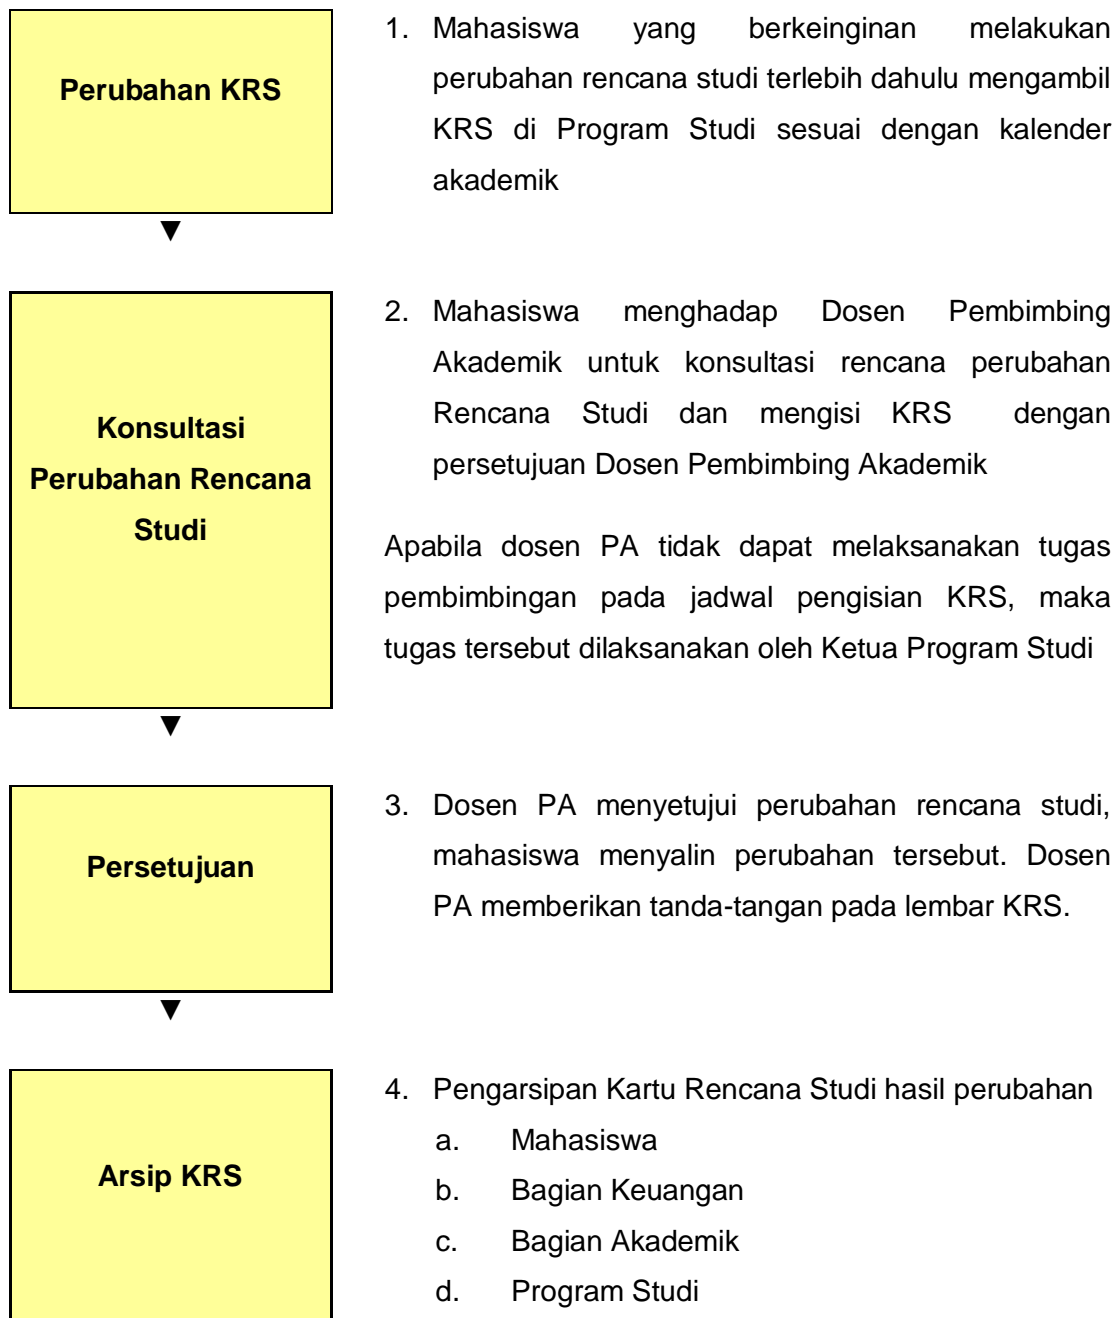 Perubahan KRS
1. Mahasiswa yang berkeinginan melakukan
perubahan rencana studi terlebih dahulu mengambil
KRS di Program Studi sesuai dengan kalender
akademik
Konsultasi
Perubahan Rencana
Studi
2. Mahasiswa menghadap Dosen Pembimbing
Akademik untuk konsultasi rencana perubahan
Rencana Studi dan mengisi KRS dengan
persetujuan Dosen Pembimbing Akademik
Apabila dosen PA tidak dapat melaksanakan tugas
pembimbingan pada jadwal pengisian KRS, maka
tugas tersebut dilaksanakan oleh Ketua Program Studi
Persetujuan
3. Dosen PA menyetujui perubahan rencana studi,
mahasiswa menyalin perubahan tersebut. Dosen
PA memberikan tanda-tangan pada lembar KRS.
Arsip KRS
4. Pengarsipan Kartu Rencana Studi hasil perubahan
a. Mahasiswa
b. Bagian Keuangan
c. Bagian Akademik
d. Program Studi